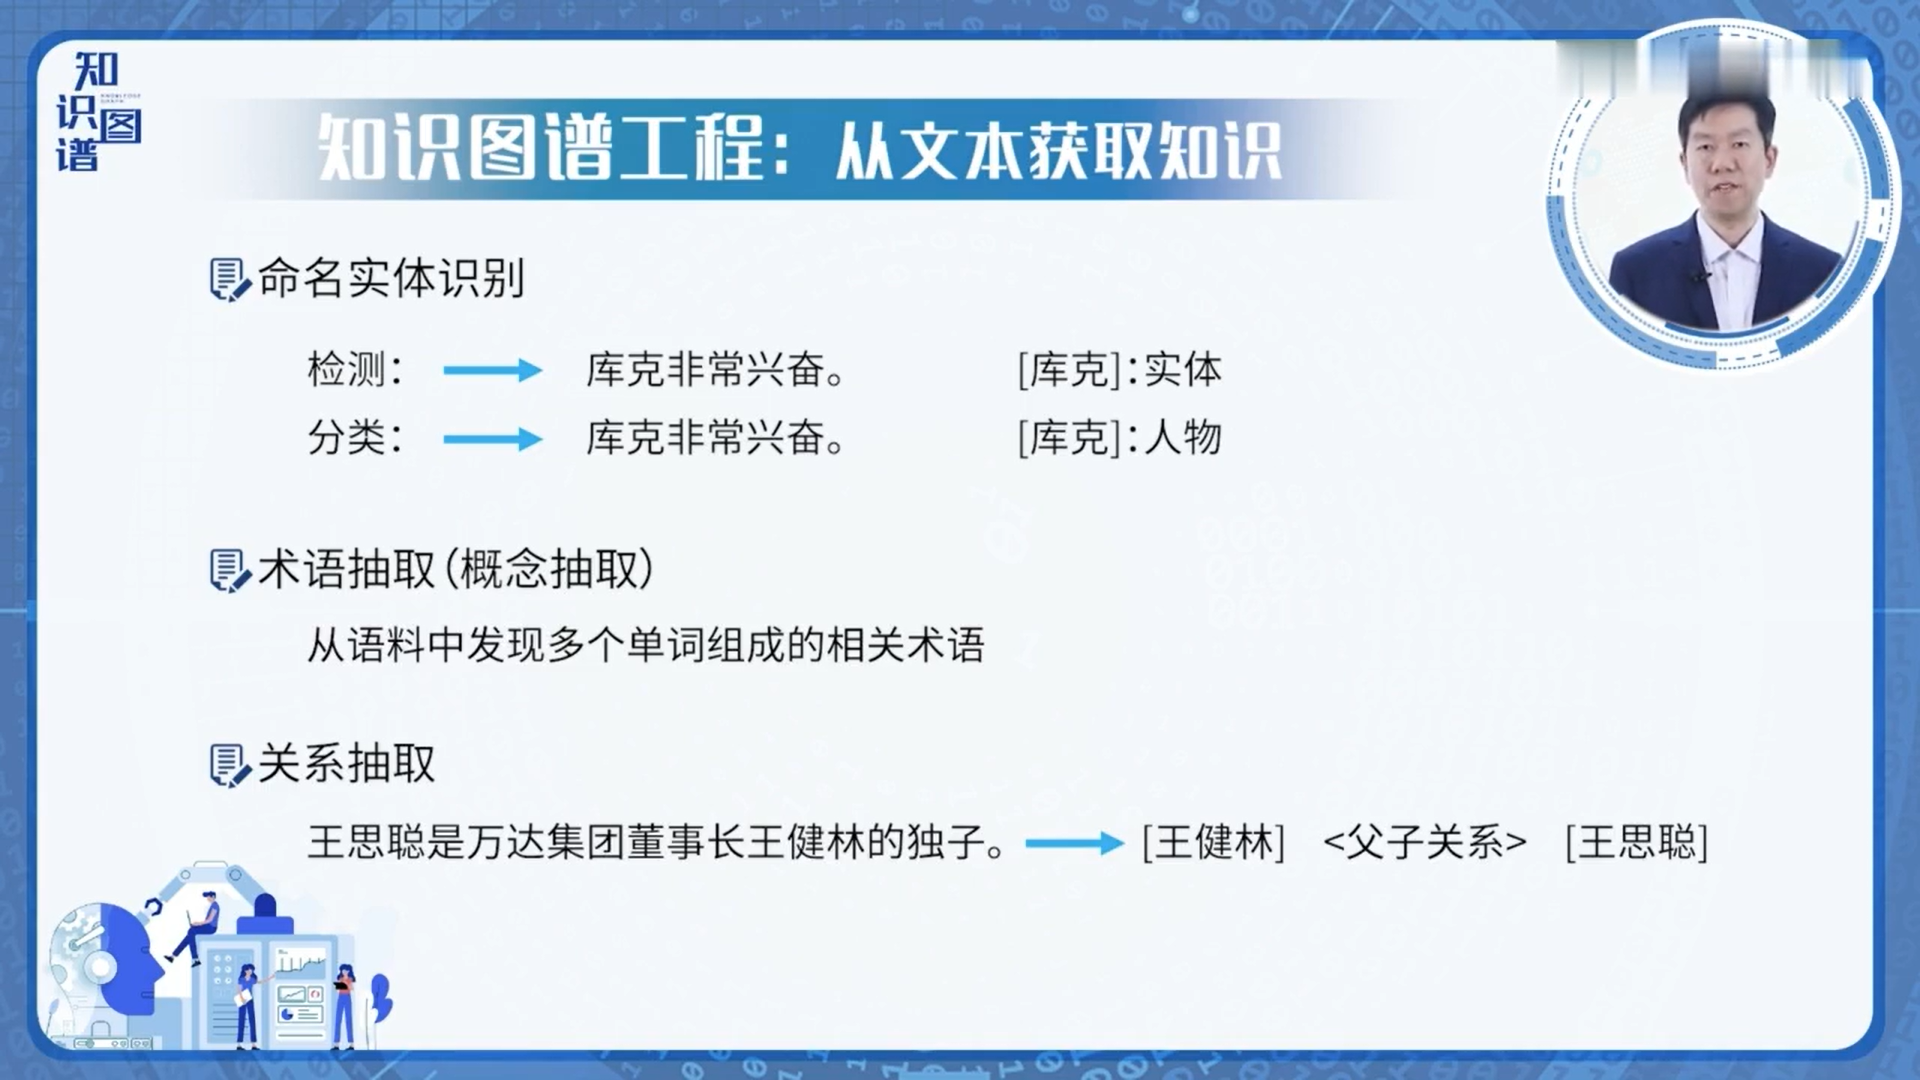 知识图谱
知识图谱工程：从文本获取知识
命名实体识别
检测： 库克非常兴奋。 [库克]：实体
分类： 库克非常兴奋。 [库克]：人物
术语抽取（概念抽取）
从语料中发现多个单词组成的相关术语
关系抽取
王思聪是万达集团董事长王健林的独子。 [王健林] <父子关系> [王思聪]